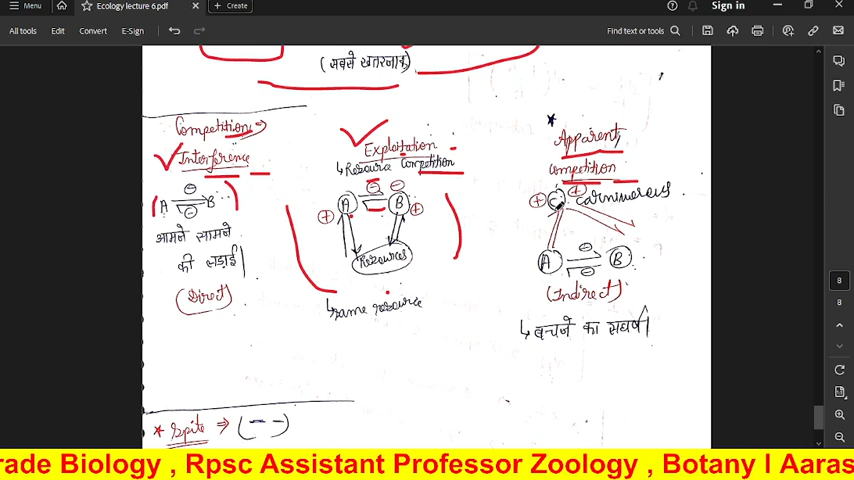 Menu
Ecology lecture 6.pdf
Create
Sign in
All tools Edit Convert E-Sign
Find text or tools
(सबसे खतरनाक)
Competition ⇒
Interference
A ⇌ B
⊖
⊖
आमने सामने
की लड़ाई।
(Direct)
Exploitation
↳ Resource Competition
⊖ ⊖
A B
⊕ ⊕
Resources
↳ same resource
* Apparent
competition
⊕ C ⊕ carnivorous
A ⇌ B
⊖
⊖
(Indirect)
↳ बचने का संघर्ष।
8
8
* Spite ⇒ (− −)
rade Biology , Rpsc Assistant Professor Zoology , Botany I Aaras